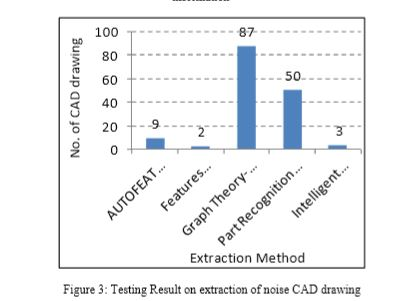 100
80
60
40
20
0
No. of CAD drawing
9
2
87
50
3
AUTOFEAT...
Features...
Graph Theory-...
Part Recognition...
Intelligent...
Extraction Method
Figure 3: Testing Result on extraction of noise CAD drawing